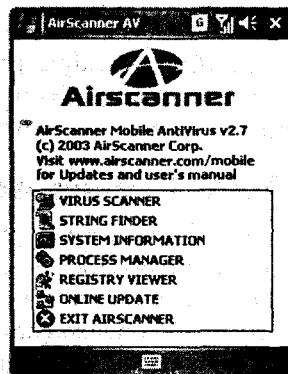 AirScanner AV
G
Airscanner
AirScanner Mobile AntiVirus v2.7
(c) 2003 AirScanner Corp.
Visit www.airscanner.com/mobile
for Updates and user's manual
VIRUS SCANNER
STRING FINDER
SYSTEM INFORMATION
PROCESS MANAGER
REGISTRY VIEWER
ONLINE UPDATE
EXIT AIRSCANNER